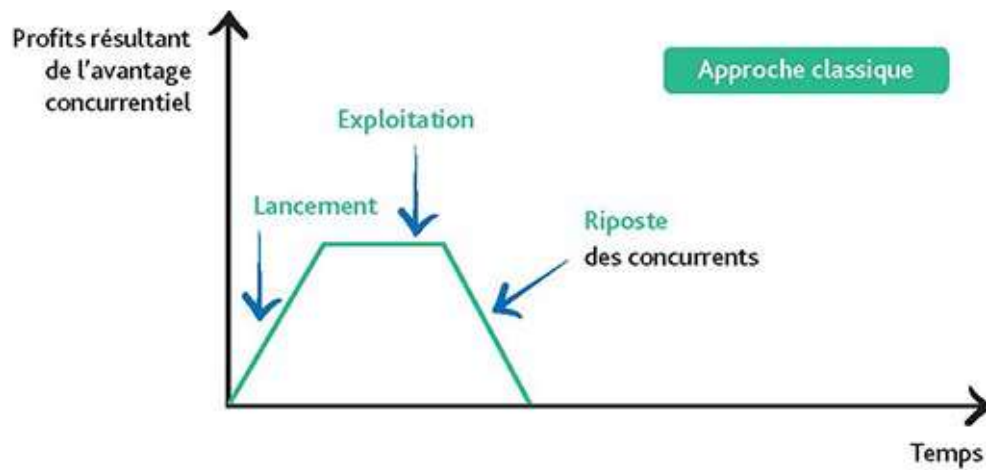 Profits résultant
de l'avantage
concurrentiel
Approche classique
Exploitation
Lancement
Riposte
des concurrents
Temps